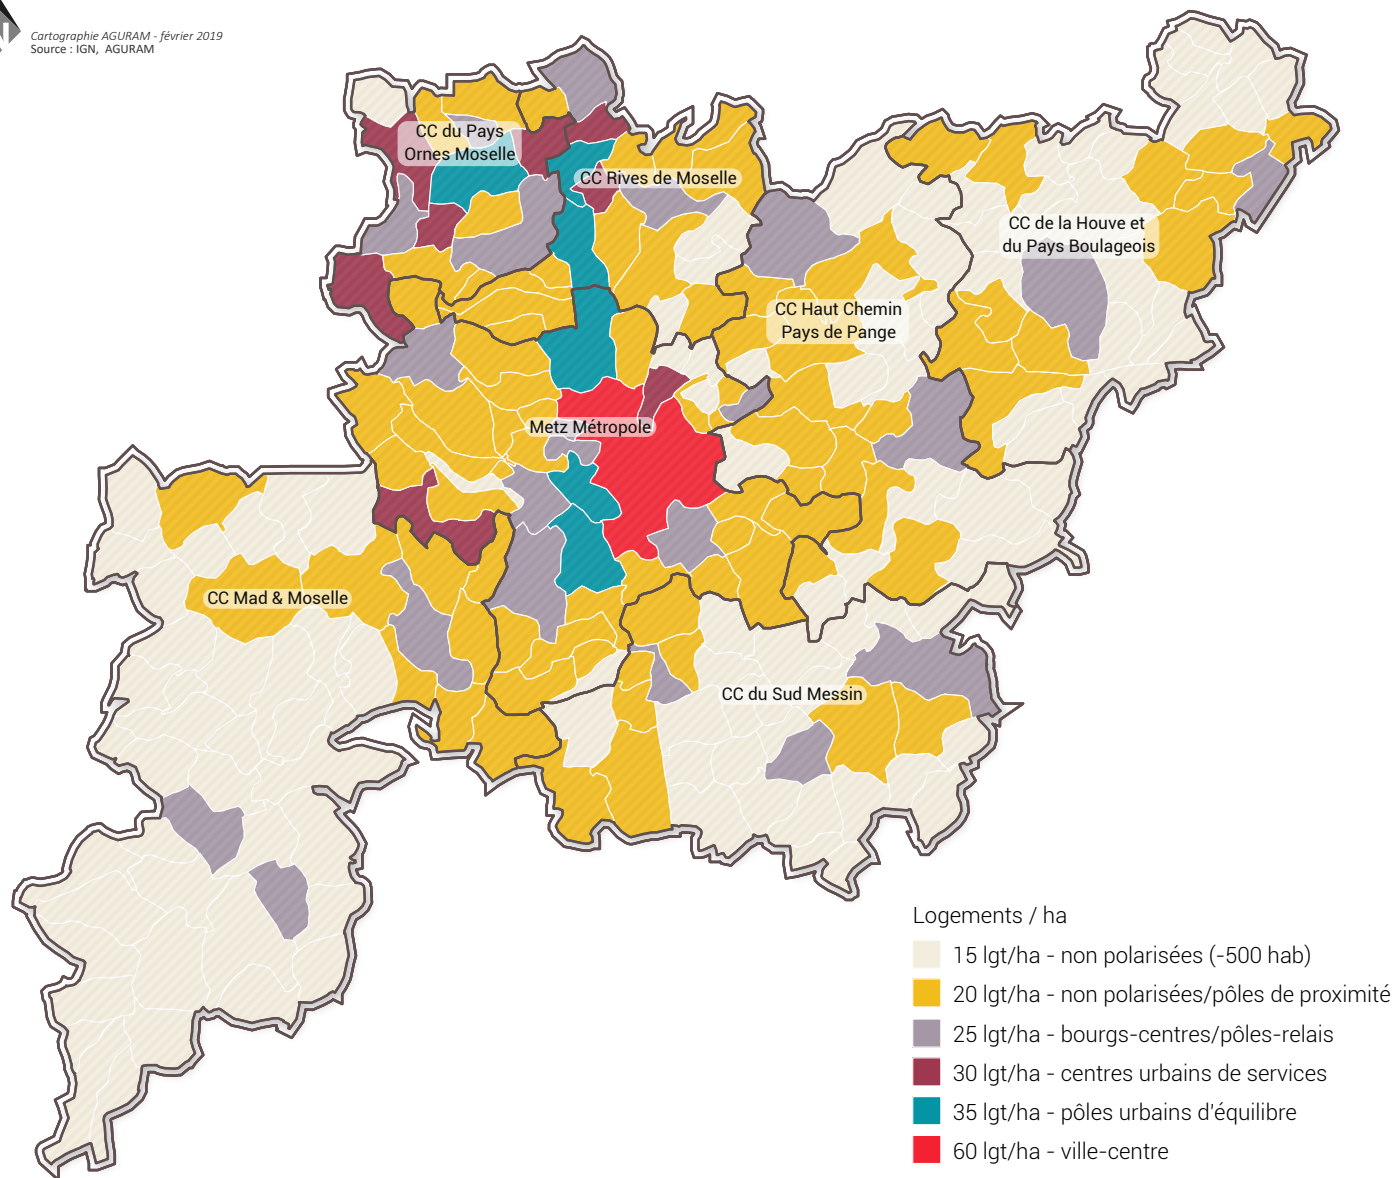 Cartographie AGURAM - février 2019
Source : IGN, AGURAM
CC du Pays
Ornes Moselle
CC Rives de Moselle
CC de la Houve et
du Pays Boulageois
CC Haut Chemin
Pays de Pange
Metz Métropole
CC Mad & Moselle
CC du Sud Messin
Logements / ha
15 lgt/ha - non polarisées (-500 hab)
20 lgt/ha - non polarisées/pôles de proximité
25 lgt/ha - bourgs-centres/pôles-relais
30 lgt/ha - centres urbains de services
35 lgt/ha - pôles urbains d'équilibre
60 lgt/ha - ville-centre